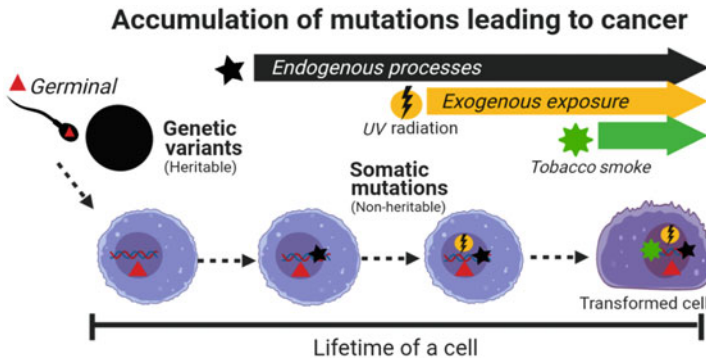 Accumulation of mutations leading to cancer
Germinal
Endogenous processes
Exogenous exposure
UV radiation
Tobacco smoke
Genetic
variants
(Heritable)
Somatic
mutations
(Non-heritable)
Transformed cell
Lifetime of a cell